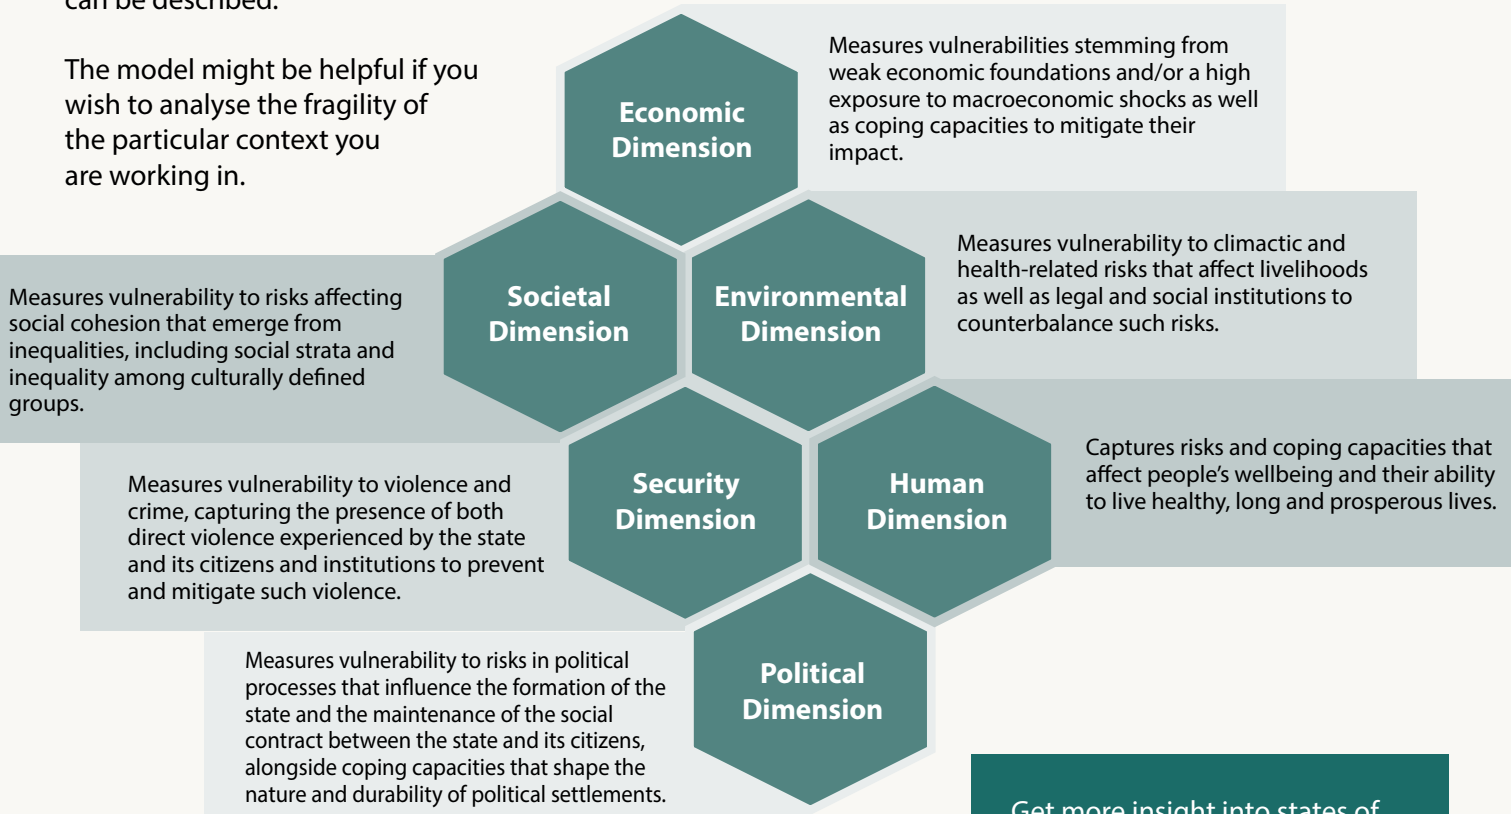 can be described.
The model might be helpful if you
wish to analyse the fragility of
the particular context you
are working in.
Economic
Dimension
Measures vulnerabilities stemming from
weak economic foundations and/or a high
exposure to macroeconomic shocks as well
as coping capacities to mitigate their
impact.
Societal
Dimension
Measures vulnerability to risks affecting
social cohesion that emerge from
inequalities, including social strata and
inequality among culturally defined
groups.
Environmental
Dimension
Measures vulnerability to climactic and
health-related risks that affect livelihoods
as well as legal and social institutions to
counterbalance such risks.
Security
Dimension
Measures vulnerability to violence and
crime, capturing the presence of both
direct violence experienced by the state
and its citizens and institutions to prevent
and mitigate such violence.
Human
Dimension
Captures risks and coping capacities that
affect people’s wellbeing and their ability
to live healthy, long and prosperous lives.
Political
Dimension
Measures vulnerability to risks in political
processes that influence the formation of the
state and the maintenance of the social
contract between the state and its citizens,
alongside coping capacities that shape the
nature and durability of political settlements.
Get more insight into states of